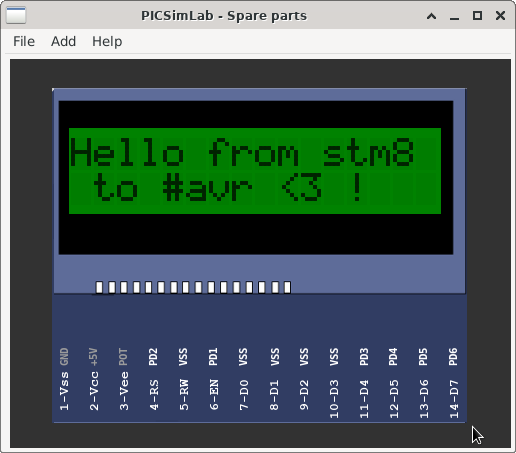 PICSimLab - Spare parts
File Add Help
Hello from stm8
to #avr <3 !
1-Vss GND
2-Vcc +5V
3-Vee POT
4-RS PD2
5-RW VSS
6-EN PD1
7-D0 VSS
8-D1 VSS
9-D2 VSS
10-D3 VSS
11-D4 PD3
12-D5 PD4
13-D6 PD5
14-D7 PD6